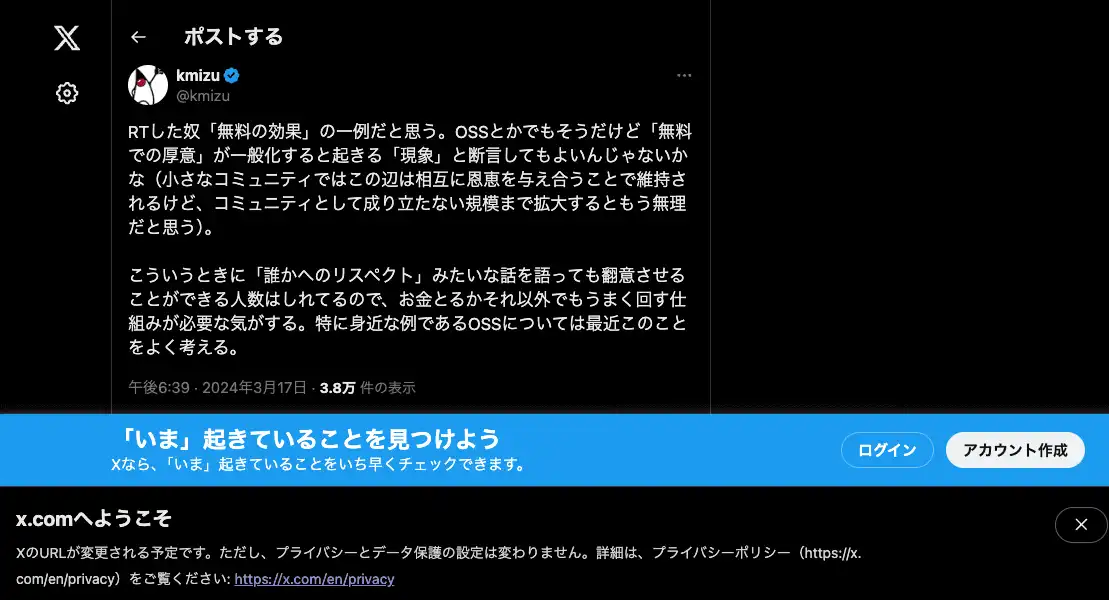 ポストする
kmizu
@kmizu
RTした奴「無料の効果」の一例だと思う。OSSとかでもそうだけど「無料
での厚意」が一般化すると起きる「現象」と断言してもよいんじゃないか
な（小さなコミュニティではこの辺は相互に恩恵を与え合うことで維持さ
れるけど、コミュニティとして成り立たない規模まで拡大するともう無理
だと思う）。
こういうときに「誰かへのリスペクト」みたいな話を語っても翻意させる
ことができる人数はしれてるので、お金とるかそれ以外でもうまく回す仕
組みが必要な気がする。特に身近な例であるOSSについては最近このこと
をよく考える。
午後6:39 · 2024年3月17日 · 3.8万 件の表示
「いま」起きていることを見つけよう
Xなら、「いま」起きていることをいち早くチェックできます。
ログイン
アカウント作成
x.comへようこそ
XのURLが変更される予定です。ただし、プライバシーとデータ保護の設定は変わりません。詳細は、プライバシーポリシー（https://x.
com/en/privacy）をご覧ください: https://x.com/en/privacy